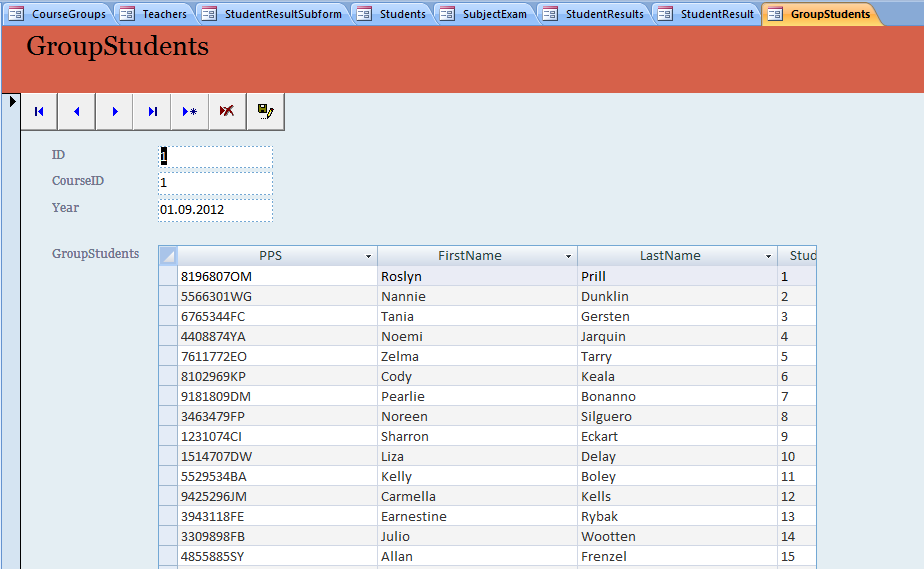 CourseGroups Teachers StudentResultSubform Students SubjectExam StudentResults StudentResult GroupStudents
GroupStudents
ID 1
CourseID 1
Year 01.09.2012
GroupStudents PPS FirstName LastName Stud
8196807OM Roslyn Prill 1
5566301WG Nannie Dunklin 2
6765344FC Tania Gersten 3
4408874YA Noemi Jarquin 4
7611772EO Zelma Tarry 5
8102969KP Cody Keala 6
9181809DM Pearlie Bonanno 7
3463479FP Noreen Silguero 8
1231074CI Sharron Eckart 9
1514707DW Liza Delay 10
5529534BA Kelly Boley 11
9425296JM Carmella Kells 12
3943118FE Earnestine Rybak 13
3309898FB Julio Wootten 14
4855885SY Allan Frenzel 15